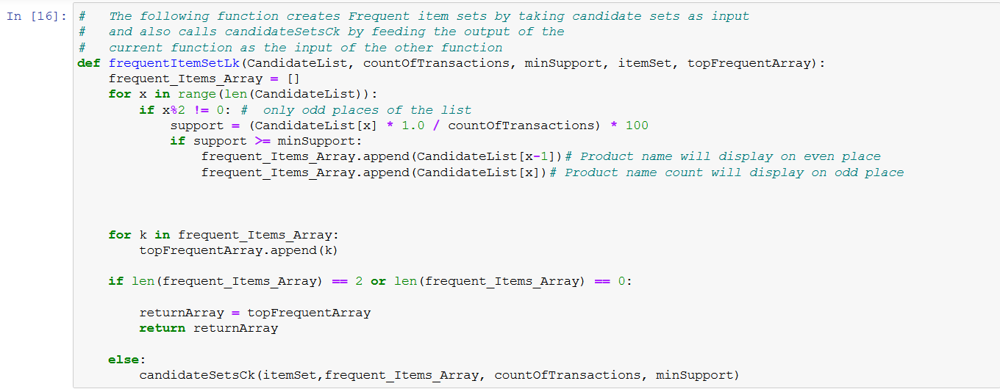 In [16]: #   The following function creates Frequent item sets by taking candidate sets as input
#   and also calls candidateSetsCk by feeding the output of the
#   current function as the input of the other function
def frequentItemSetLk(CandidateList, countOfTransactions, minSupport, itemSet, topFrequentArray):
    frequent_Items_Array = []
    for x in range(len(CandidateList)):
        if x%2 != 0: #  only odd places of the list
            support = (CandidateList[x] * 1.0 / countOfTransactions) * 100
            if support >= minSupport:
                frequent_Items_Array.append(CandidateList[x-1])# Product name will display on even place
                frequent_Items_Array.append(CandidateList[x])# Product name count will display on odd place
    for k in frequent_Items_Array:
        topFrequentArray.append(k)
    if len(frequent_Items_Array) == 2 or len(frequent_Items_Array) == 0:
        returnArray = topFrequentArray
        return returnArray
    else:
        candidateSetsCk(itemSet,frequent_Items_Array, countOfTransactions, minSupport)